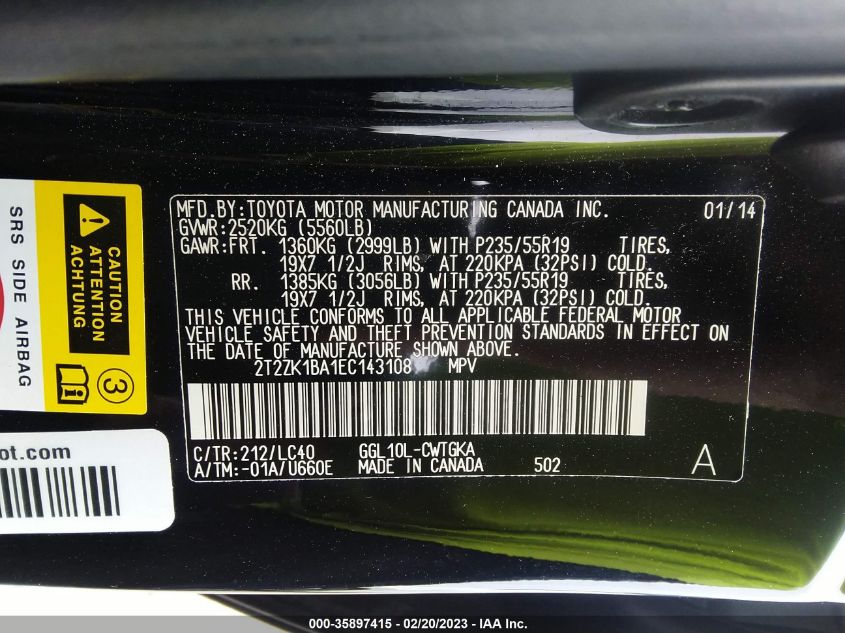 MFD.BY:TOYOTA MOTOR MANUFACTURING CANADA INC. 01/14
GVWR:2520KG (5560LB)
GAWR:FRT. 1360KG (2999LB) WITH P235/55R19 TIRES,
19X7 1/2J RIMS, AT 220KPA (32PSI) COLD.
RR. 1385KG (3056LB) WITH P235/55R19 TIRES,
19X7 1/2J RIMS, AT 220KPA (32PSI) COLD.
THIS VEHICLE CONFORMS TO ALL APPLICABLE FEDERAL MOTOR
VEHICLE SAFETY AND THEFT PREVENTION STANDARDS IN EFFECT ON
THE DATE OF MANUFACTURE SHOWN ABOVE.
2T2ZK1BA1EC143108 MPV
C/TR:212/LC40 GGL10L-CWTGKA
A/TM:-01A/U660E MADE IN CANADA 502 A
CAUTION
ATTENTION
PRECAUCIÓN
SRS SIDE AIRBAG
3
ot.com
000-35897415 - 02/20/2023 - IAA Inc.